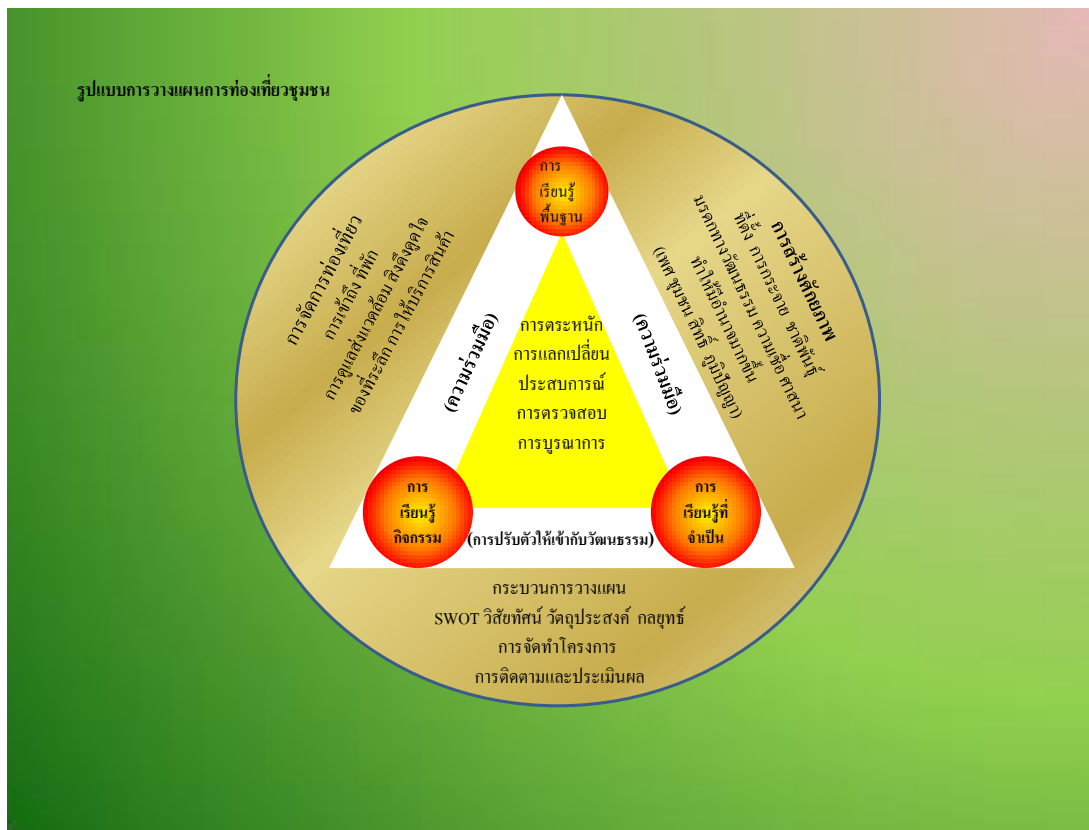 รูปแบบการวางแผนการท่องเที่ยวชุมชน
การ
เรียนรู้
พื้นฐาน
การจัดการท่องเที่ยว
การเข้าถึง ที่พัก
การดูแลส่งแวดล้อม สิงดึงดูดใจ
ของที่ระลึก การให้บริการสินค้า
(ความร่วมมือ)
การตระหนัก
การแลกเปลี่ยน
ประสบการณ์
การตรวจสอบ
การบูรณาการ
(ความร่วมมือ)
การสร้างศักยภาพ
ที่ตั้ง การกระจาย ชาติพันธุ์
มรดกทางวัฒนธรรม ความเชื่อ ศาสนา
ทำให้มีอำนาจมากขึ้น
(เพศ ชุมชน สิทธิ์ ภูมิปัญญา)
การ
เรียนรู้
กิจกรรม
(การปรับตัวให้เข้ากับวัฒนธรรม)
การ
เรียนรู้ที่
จำเป็น
กระบวนการวางแผน
SWOT วิสัยทัศน์ วัตถุประสงค์ กลยุทธ์
การจัดทำโครงการ
การติดตามและประเมินผล